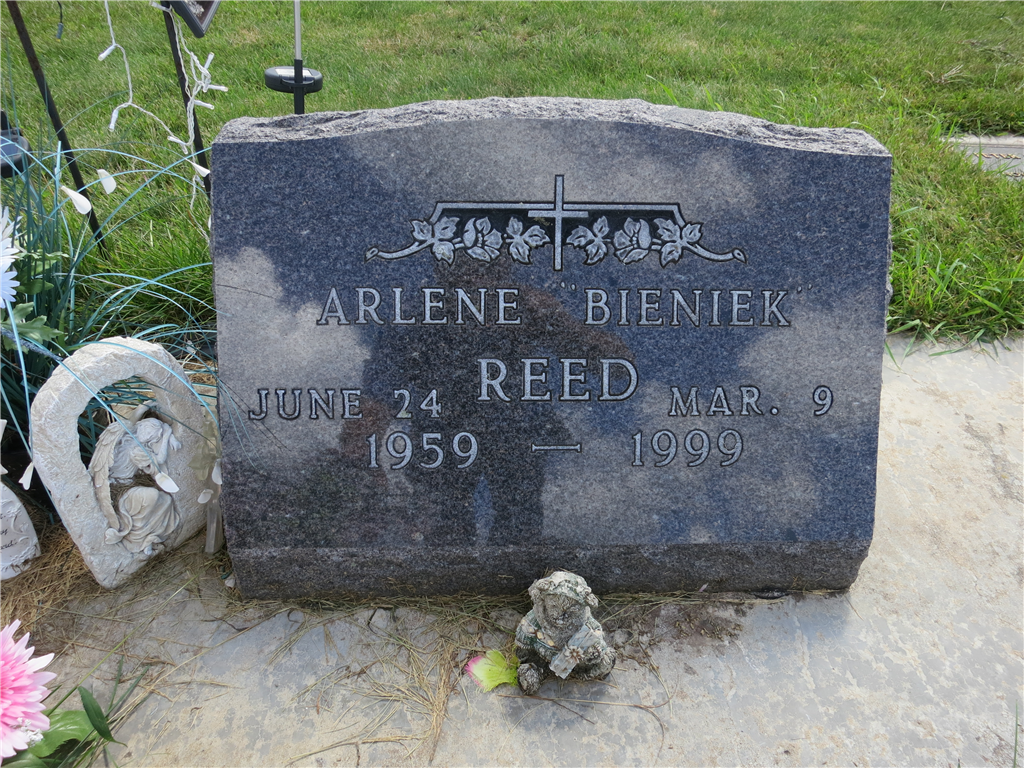 ARLENE "BIENIEK"
REED
JUNE 24 MAR. 9
1959 — 1999